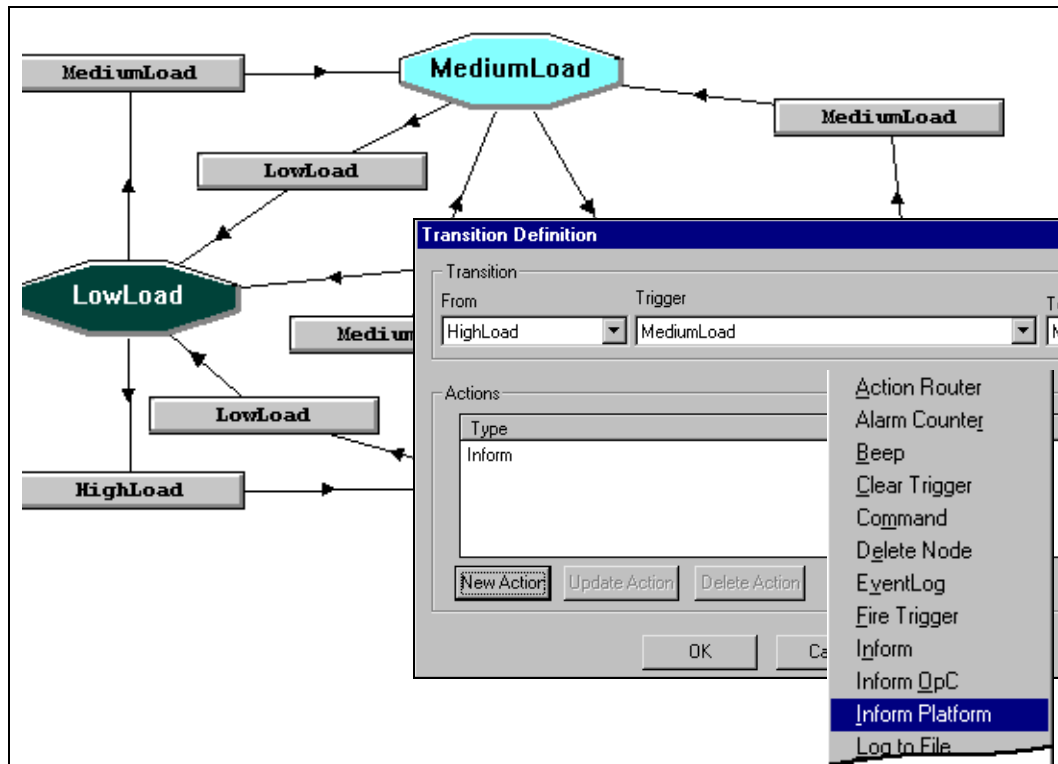 MediumLoad
MediumLoad
MediumLoad
LowLoad
LowLoad
LowLoad
HighLoad
Transition Definition
Transition
From
Trigger
HighLoad
MediumLoad
Actions
Type
Inform
New Action
Update Action
Delete Action
OK
Action Router
Alarm Counter
Beep
Clear Trigger
Command
Delete Node
EventLog
Fire Trigger
Inform
Inform OpC
Inform Platform
Log to File